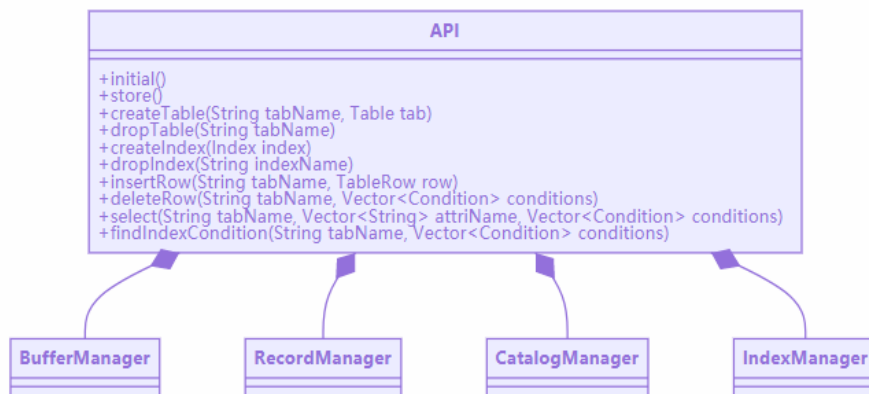 API
+initial()
+store()
+createTable(String tabName, Table tab)
+dropTable(String tabName)
+createIndex(Index index)
+dropIndex(String indexName)
+insertRow(String tabName, TableRow row)
+deleteRow(String tabName, Vector<Condition> conditions)
+select(String tabName, Vector<String> attriName, Vector<Condition> conditions)
+findIndexCondition(String tabName, Vector<Condition> conditions)
BufferManager
RecordManager
CatalogManager
IndexManager